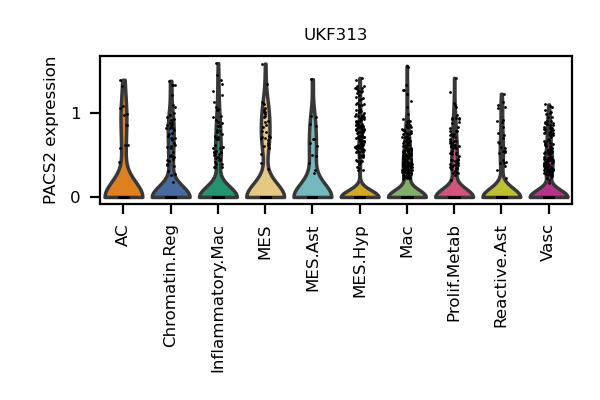 UKF313
PACS2 expression
1
0
AC
Chromatin.Reg
Inflammatory.Mac
MES
MES.Ast
MES.Hyp
Mac
Prolif.Metab
Reactive.Ast
Vasc